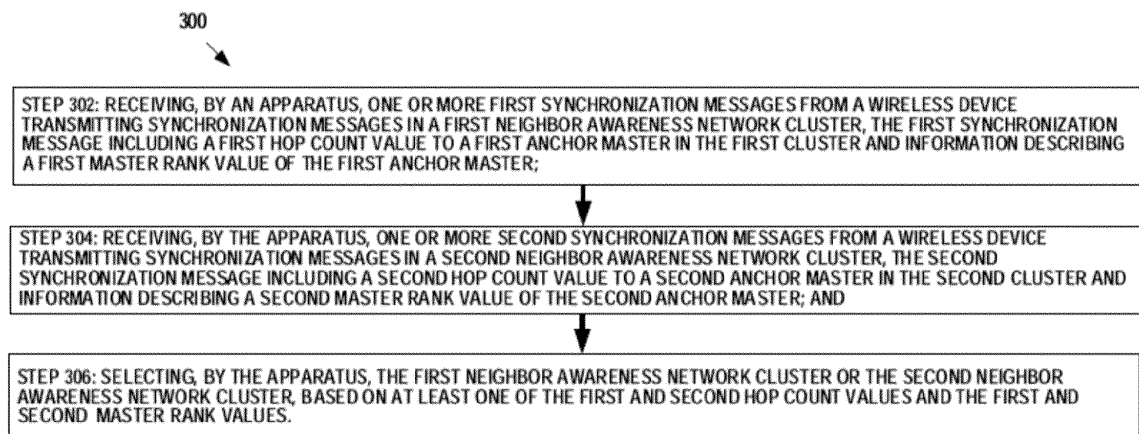 300
STEP 302: RECEIVING, BY AN APPARATUS, ONE OR MORE FIRST SYNCHRONIZATION MESSAGES FROM A WIRELESS DEVICE
TRANSMITTING SYNCHRONIZATION MESSAGES IN A FIRST NEIGHBOR AWARENESS NETWORK CLUSTER, THE FIRST SYNCHRONIZATION
MESSAGE INCLUDING A FIRST HOP COUNT VALUE TO A FIRST ANCHOR MASTER IN THE FIRST CLUSTER AND INFORMATION DESCRIBING
A FIRST MASTER RANK VALUE OF THE FIRST ANCHOR MASTER;
STEP 304: RECEIVING, BY THE APPARATUS, ONE OR MORE SECOND SYNCHRONIZATION MESSAGES FROM A WIRELESS DEVICE
TRANSMITTING SYNCHRONIZATION MESSAGES IN A SECOND NEIGHBOR AWARENESS NETWORK CLUSTER, THE SECOND
SYNCHRONIZATION MESSAGE INCLUDING A SECOND HOP COUNT VALUE TO A SECOND ANCHOR MASTER IN THE SECOND CLUSTER AND
INFORMATION DESCRIBING A SECOND MASTER RANK VALUE OF THE SECOND ANCHOR MASTER; AND
STEP 306: SELECTING, BY THE APPARATUS, THE FIRST NEIGHBOR AWARENESS NETWORK CLUSTER OR THE SECOND NEIGHBOR
AWARENESS NETWORK CLUSTER, BASED ON AT LEAST ONE OF THE FIRST AND SECOND HOP COUNT VALUES AND THE FIRST AND
SECOND MASTER RANK VALUES.